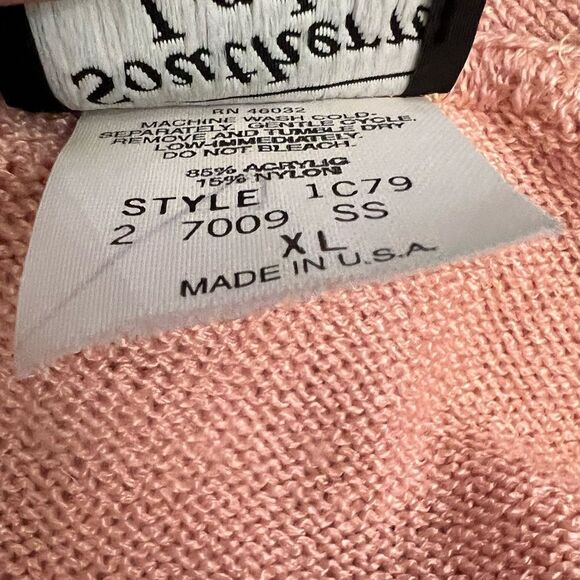 Southern
RN 46032
MACHINE WASH COLD,
SEPARATELY, GENTLE CYCLE.
REMOVE AND TUMBLE DRY
LOW IMMEDIATELY.
DO NOT BLEACH.
85% ACRYLIC
15% NYLON
STYLE 1C79
2 7009 SS
XL
MADE IN U.S.A.